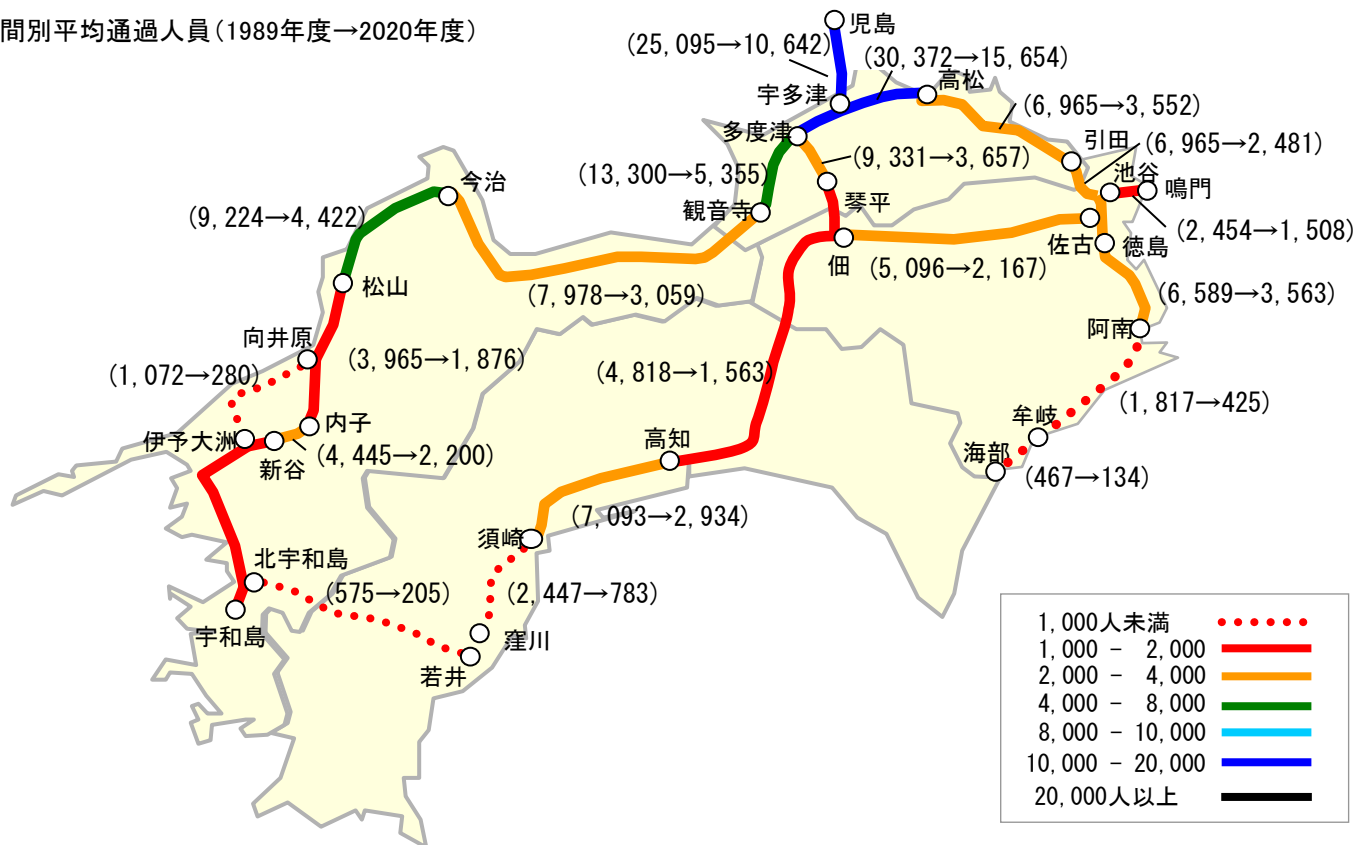 間別平均通過人員(1989年度→2020年度)
児島
(25,095→10,642)
(30,372→15,654)
宇多津
高松
(6,965→3,552)
多度津
引田
(6,965→2,481)
(9,331→3,657)
池谷
鳴門
(13,300→5,355)
今治
琴平
(9,224→4,422)
観音寺
(2,454→1,508)
佐古
徳島
佃
(5,096→2,167)
松山
(7,978→3,059)
(6,589→3,563)
阿南
向井原
(3,965→1,876)
(1,072→280)
(4,818→1,563)
(1,817→425)
牟岐
内子
伊予大洲
高知
海部
新谷
(4,445→2,200)
(467→134)
(7,093→2,934)
須崎
北宇和島
(575→205)
(2,447→783)
宇和島
窪川
若井
1,000人未満
1,000 - 2,000
2,000 - 4,000
4,000 - 8,000
8,000 - 10,000
10,000 - 20,000
20,000人以上